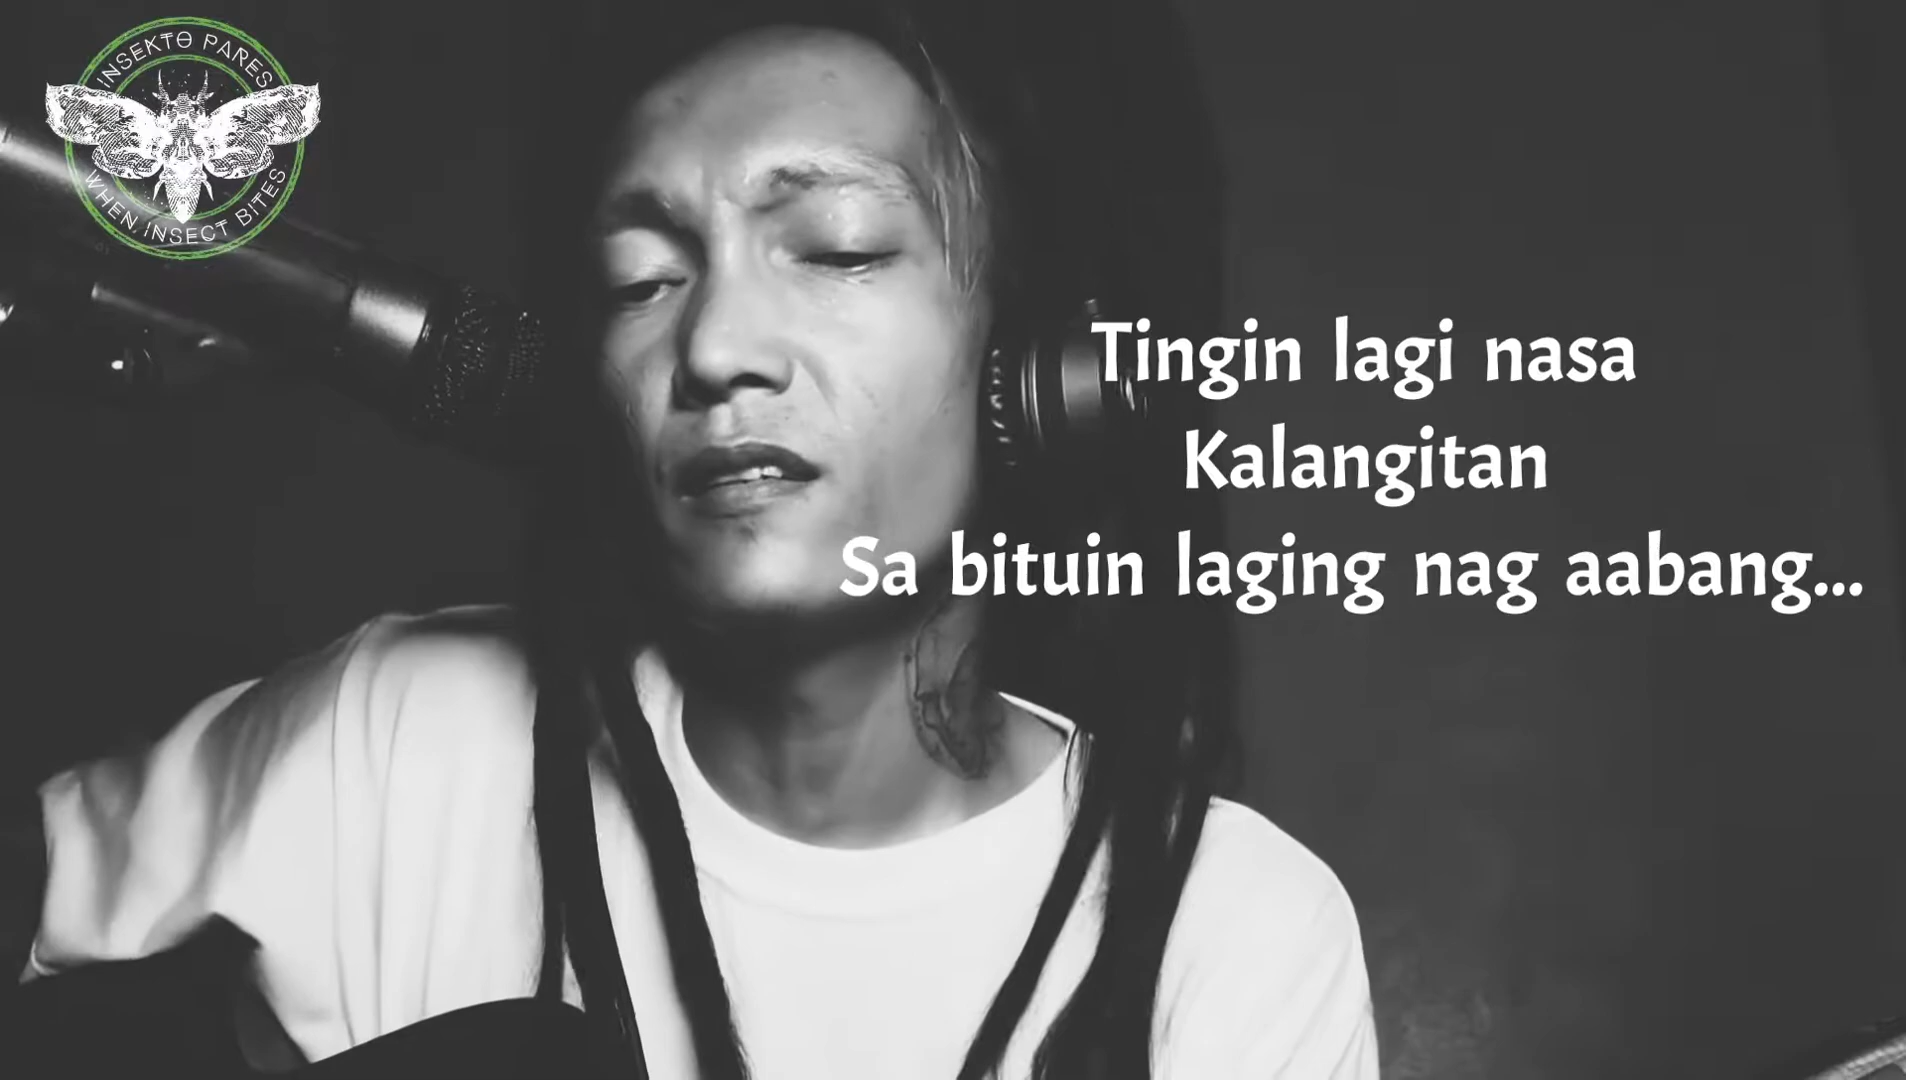 INSEKTO PARES
WHEN INSECT BITES
Tingin lagi nasa
Kalangitan
Sa bituin laging nag aabang...